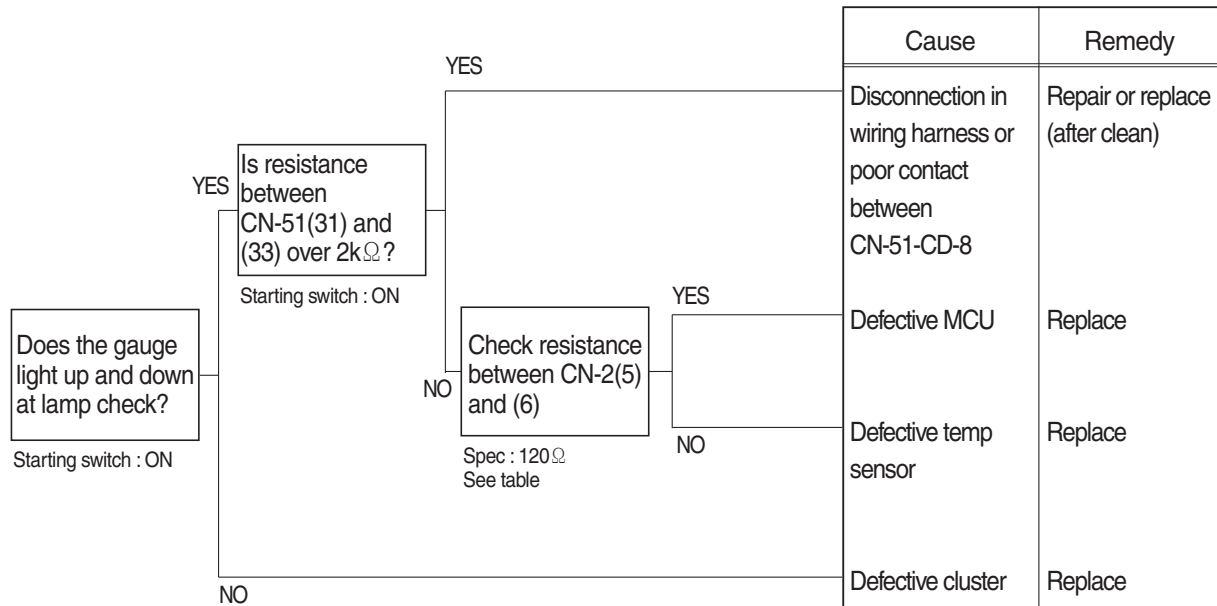 Cause
Remedy
YES
Disconnection in
wiring harness or
poor contact
between
CN-51-CD-8
Repair or replace
(after clean)
YES
Is resistance
between
CN-51(31) and
(33) over 2kΩ?
Starting switch : ON
YES
Defective MCU
Replace
Does the gauge
light up and down
at lamp check?
Starting switch : ON
NO
Check resistance
between CN-2(5)
and (6)
Spec : 120Ω
See table
NO
Defective temp
sensor
Replace
NO
Defective cluster
Replace